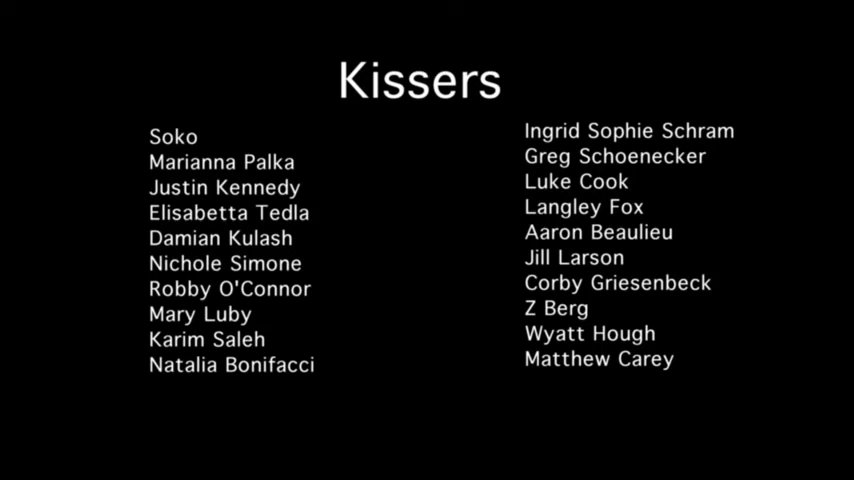 Kissers
Soko
Marianna Palka
Justin Kennedy
Elisabetta Tedla
Damian Kulash
Nichole Simone
Robby O'Connor
Mary Luby
Karim Saleh
Natalia Bonifacci
Ingrid Sophie Schram
Greg Schoenecker
Luke Cook
Langley Fox
Aaron Beaulieu
Jill Larson
Corby Griesenbeck
Z Berg
Wyatt Hough
Matthew Carey